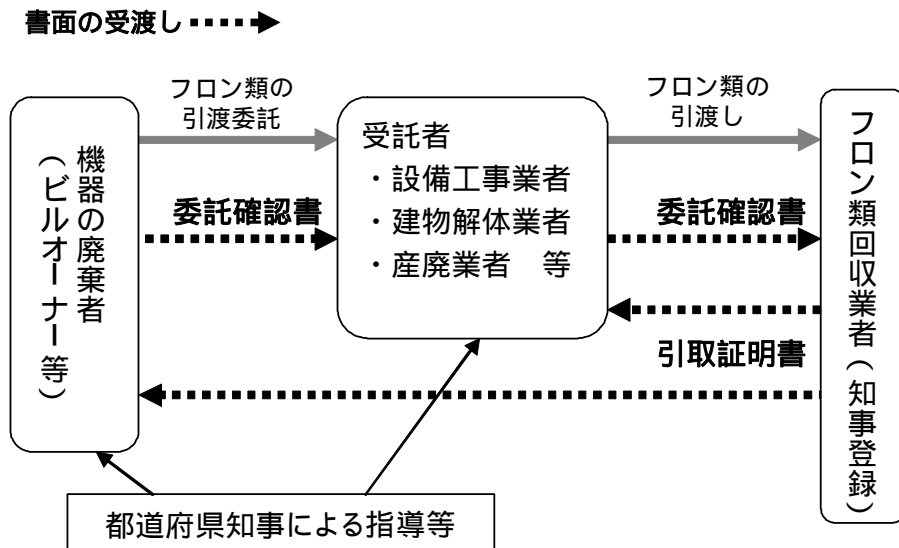 書面の受渡し
フロン類の
引渡委託
フロン類の
引渡し
機器の廃棄者
（ビルオーナー等）
受託者
・設備工事業者
・建物解体業者
・産廃業者　等
フロン類回収業者（知事登録）
委託確認書
委託確認書
引取証明書
都道府県知事による指導等